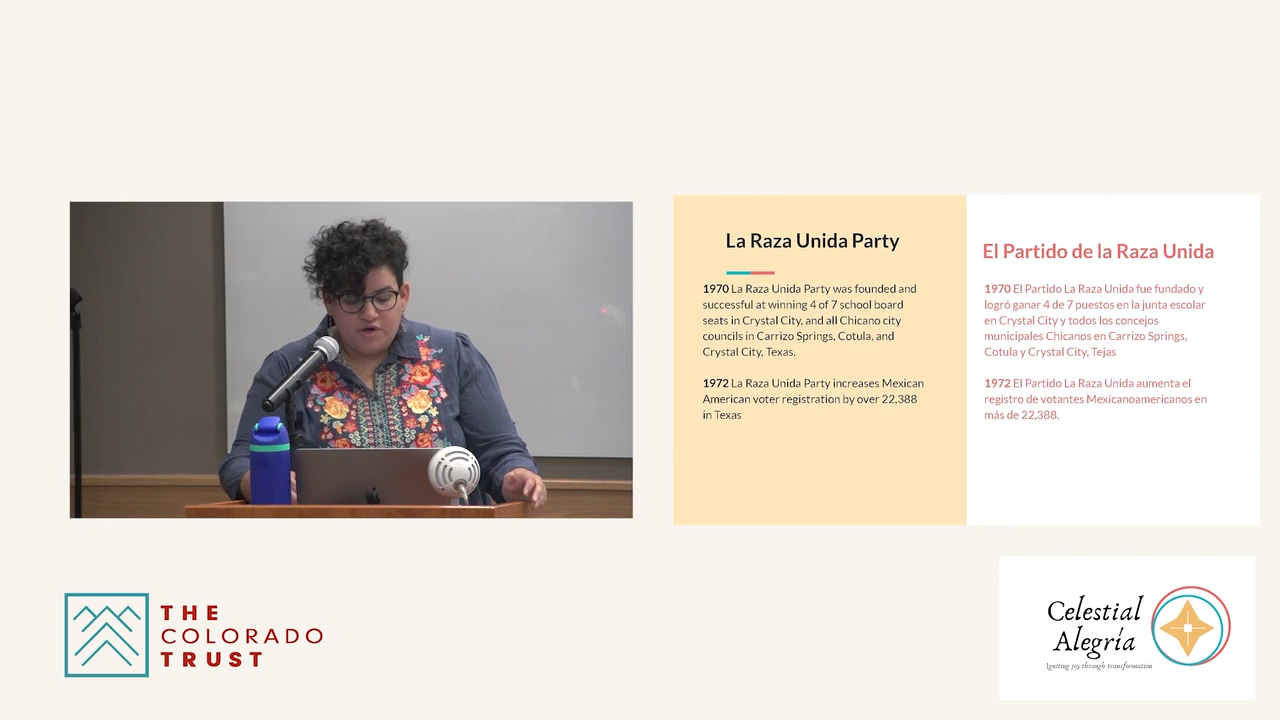 La Raza Unida Party
1970 La Raza Unida Party was founded and
successful at winning 4 of 7 school board
seats in Crystal City, and all Chicano city
councils in Carrizo Springs, Cotula, and
Crystal City, Texas.
1972 La Raza Unida Party increases Mexican
American voter registration by over 22,388
in Texas
El Partido de la Raza Unida
1970 El Partido La Raza Unida fue fundado y
logró ganar 4 de 7 puestos en la junta escolar
en Crystal City y todos los concejos
municipales Chicanos en Carrizo Springs,
Cotula y Crystal City, Tejas
1972 El Partido La Raza Unida aumenta el
registro de votantes Mexicanoamericanos en
más de 22,388.
THE
COLORADO
TRUST
Celestial
Alegría
Igniting joy through transformation